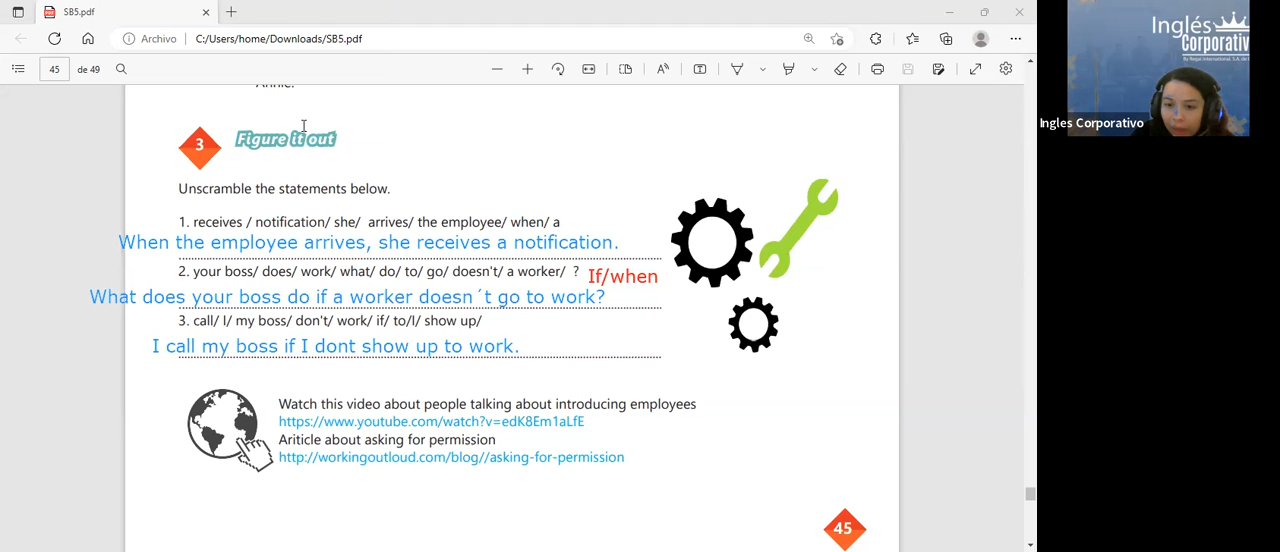 SB5.pdf
Archivo C:/Users/home/Downloads/SB5.pdf
45 de 49
Annie.
Inglés
Corporativo
By Regal International, S.A. de
Ingles Corporativo
3 Figure it out
Unscramble the statements below.
1. receives / notification/ she/ arrives/ the employee/ when/ a
When the employee arrives, she receives a notification.
2. your boss/ does/ work/ what/ do/ to/ go/ doesn't/ a worker/ ? If/when
What does your boss do if a worker doesn´t go to work?
3. call/ I/ my boss/ don't/ work/ if/ to/I/ show up/
I call my boss if I dont show up to work.
Watch this video about people talking about introducing employees
https://www.youtube.com/watch?v=edK8Em1aLfE
Ariticle about asking for permission
http://workingoutloud.com/blog//asking-for-permission
45